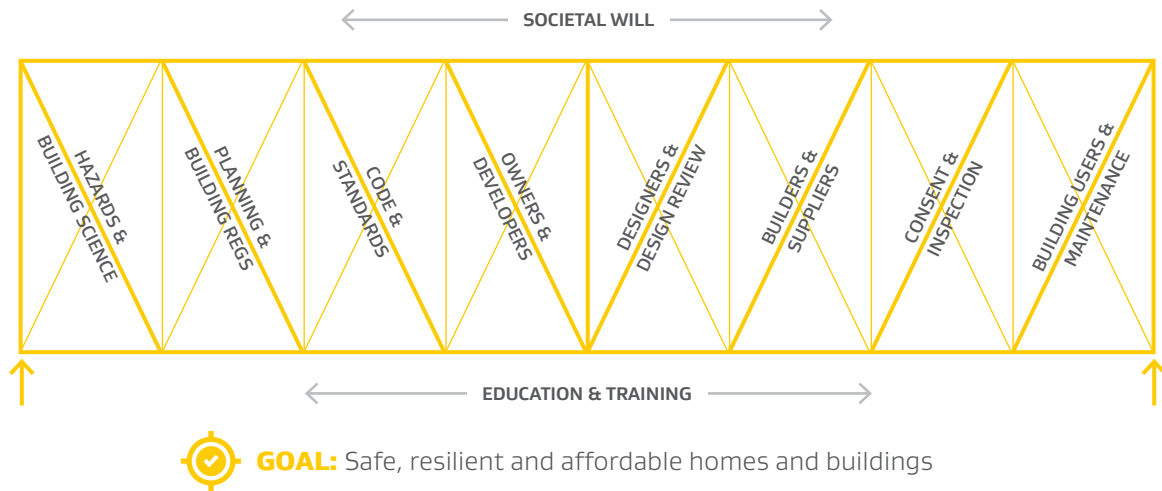 SOCIETAL WILL
HAZARDS &
BUILDING SCIENCE
PLANNING &
BUILDING REGS
CODE &
STANDARDS
OWNERS &
DEVELOPERS
DESIGNERS &
DESIGN REVIEW
BUILDERS &
SUPPLIERS
CONSENT &
INSPECTION
BUILDING USERS &
MAINTENANCE
EDUCATION & TRAINING
GOAL: Safe, resilient and affordable homes and buildings